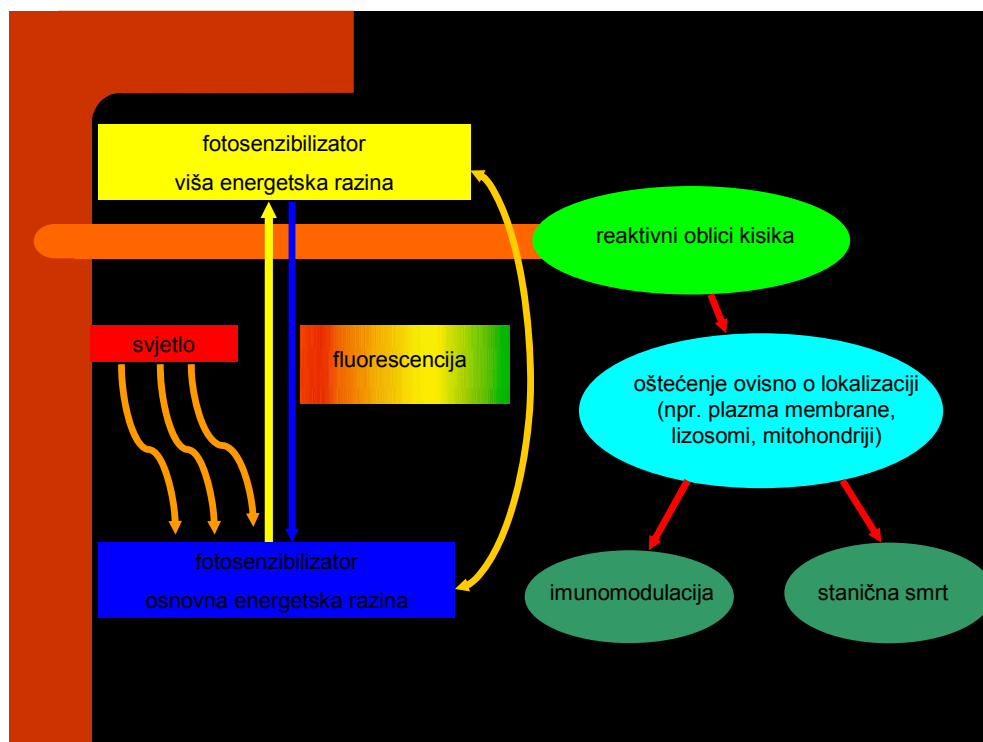 fotosenzibilizator
viša energetska razina
reaktivni oblici kisika
svjetlo
fluorescencija
oštećenje ovisno o lokalizaciji
(npr. plazma membrane,
lizosomi, mitohondriji)
fotosenzibilizator
osnovna energetska razina
imunomodulacija
stanična smrt